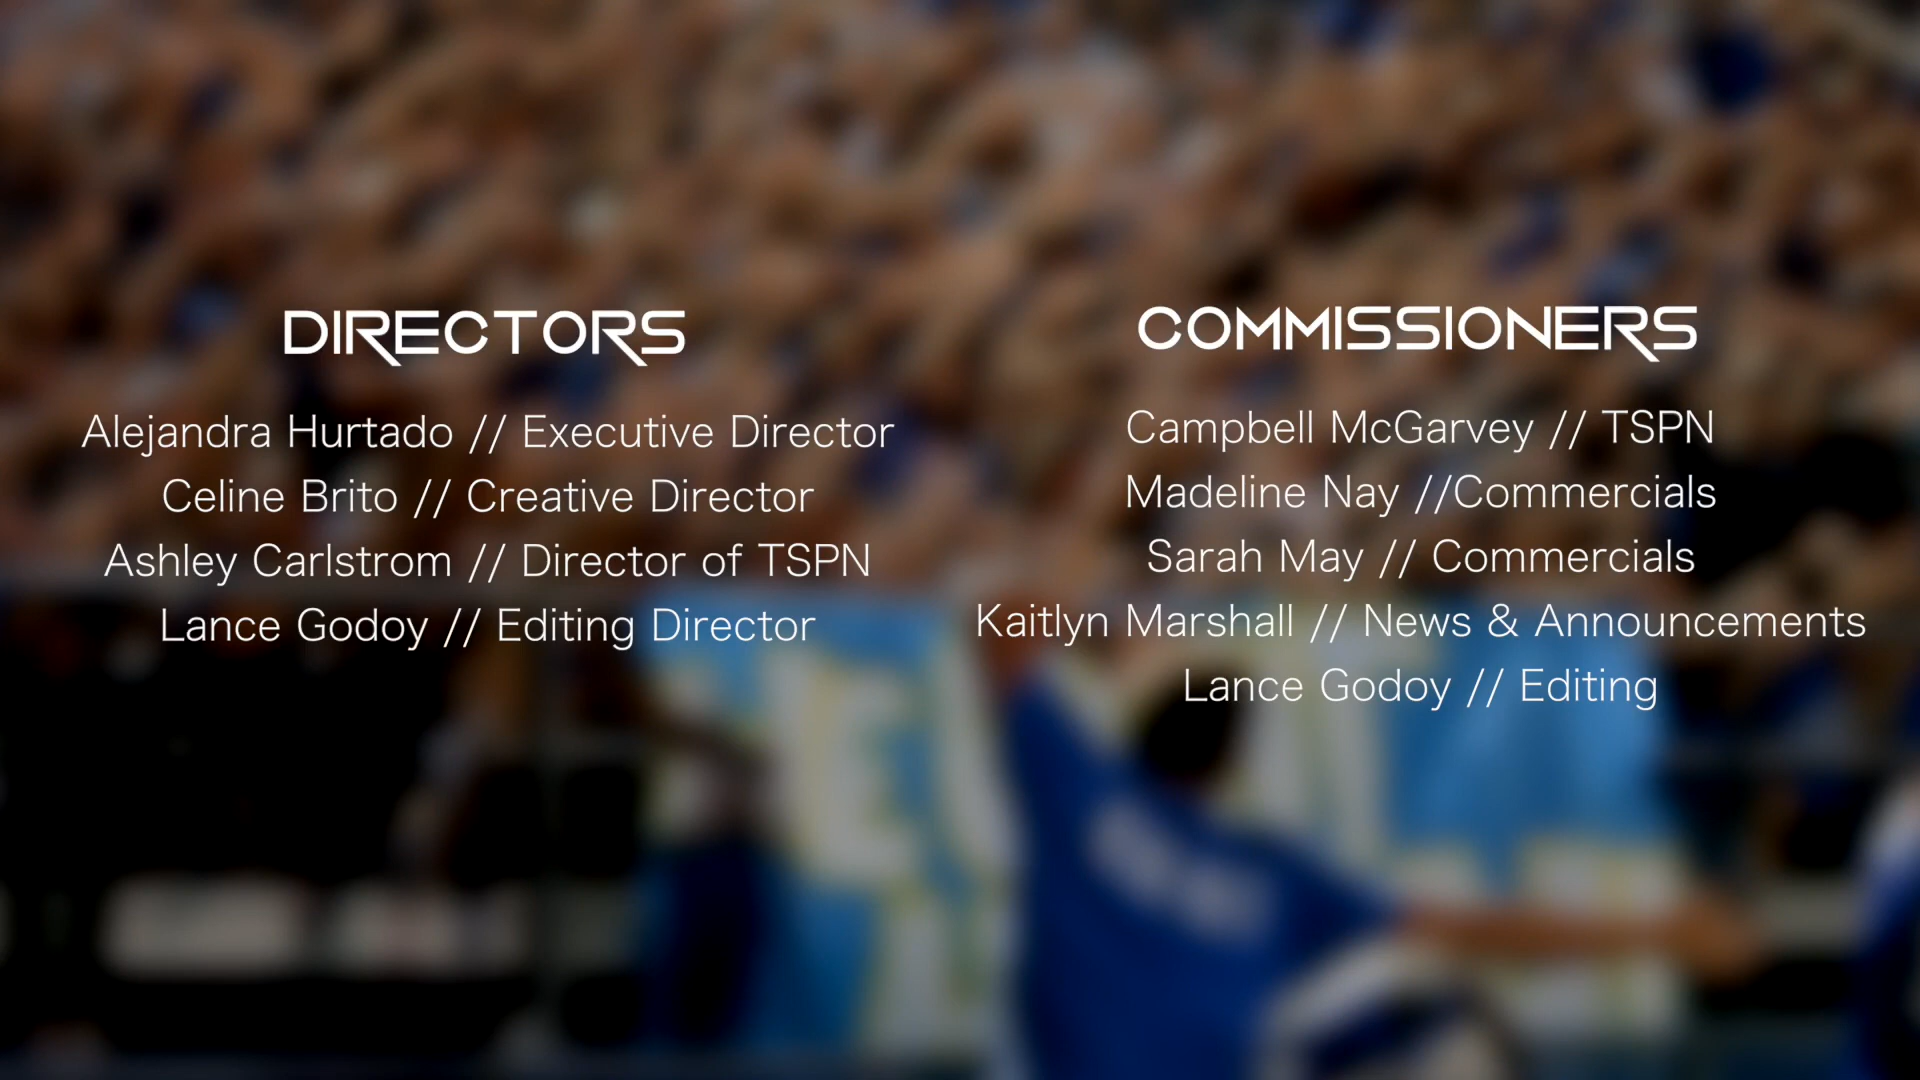 DIRECTORS
Alejandra Hurtado // Executive Director
Celine Brito // Creative Director
Ashley Carlstrom // Director of TSPN
Lance Godoy // Editing Director
COMMISSIONERS
Campbell McGarvey // TSPN
Madeline Nay //Commercials
Sarah May // Commercials
Kaitlyn Marshall // News & Announcements
Lance Godoy // Editing